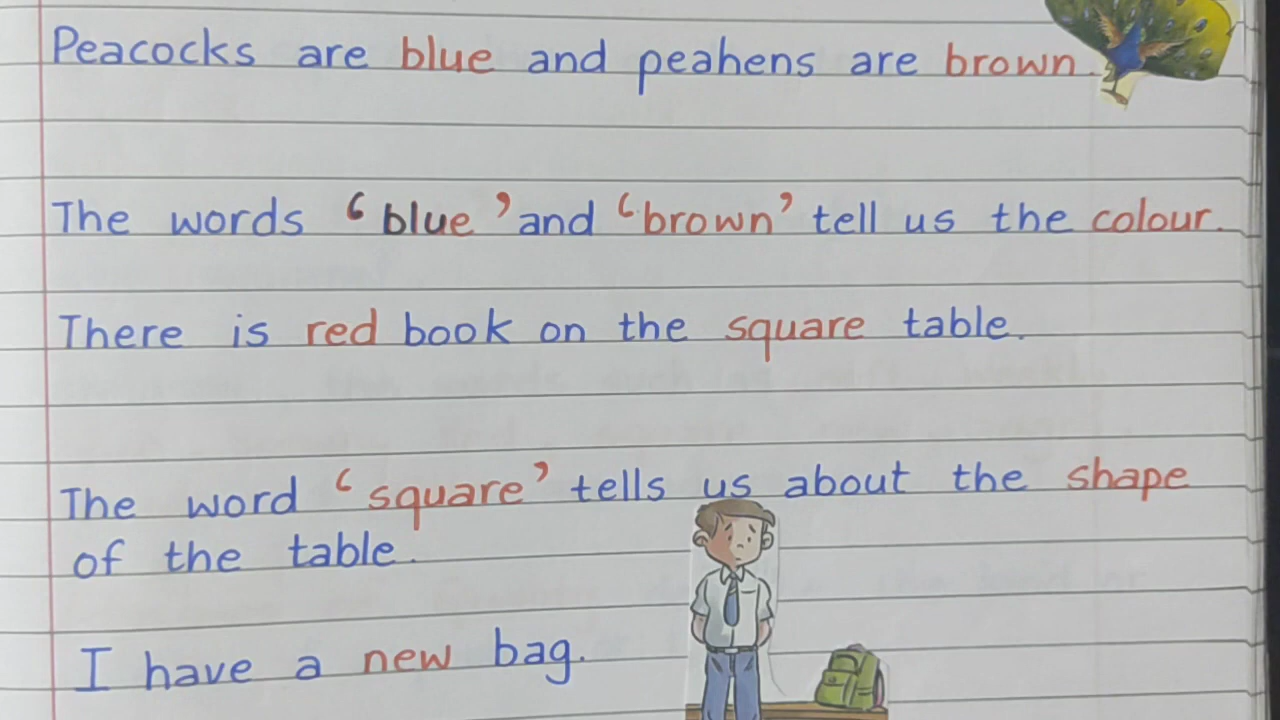 Peacocks are blue and peahens are brown.
The words 'blue' and 'brown' tell us the colour.
There is red book on the square table.
The word 'square' tells us about the shape
of the table.
I have a new bag.